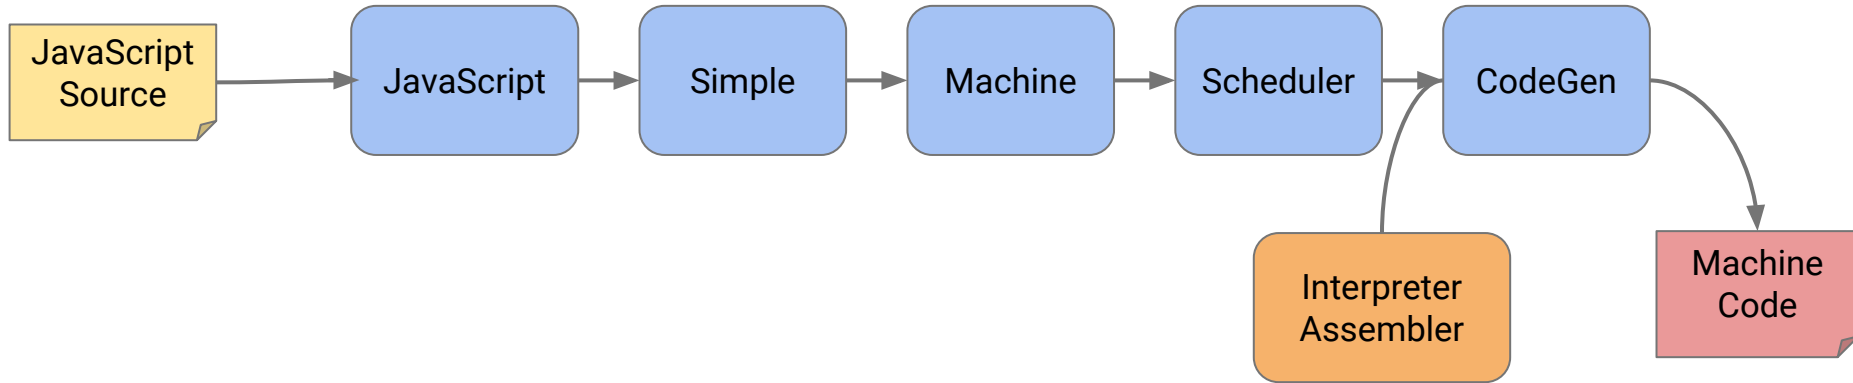 JavaScript
Source
JavaScript
Simple
Machine
Scheduler
CodeGen
Interpreter
Assembler
Machine
Code